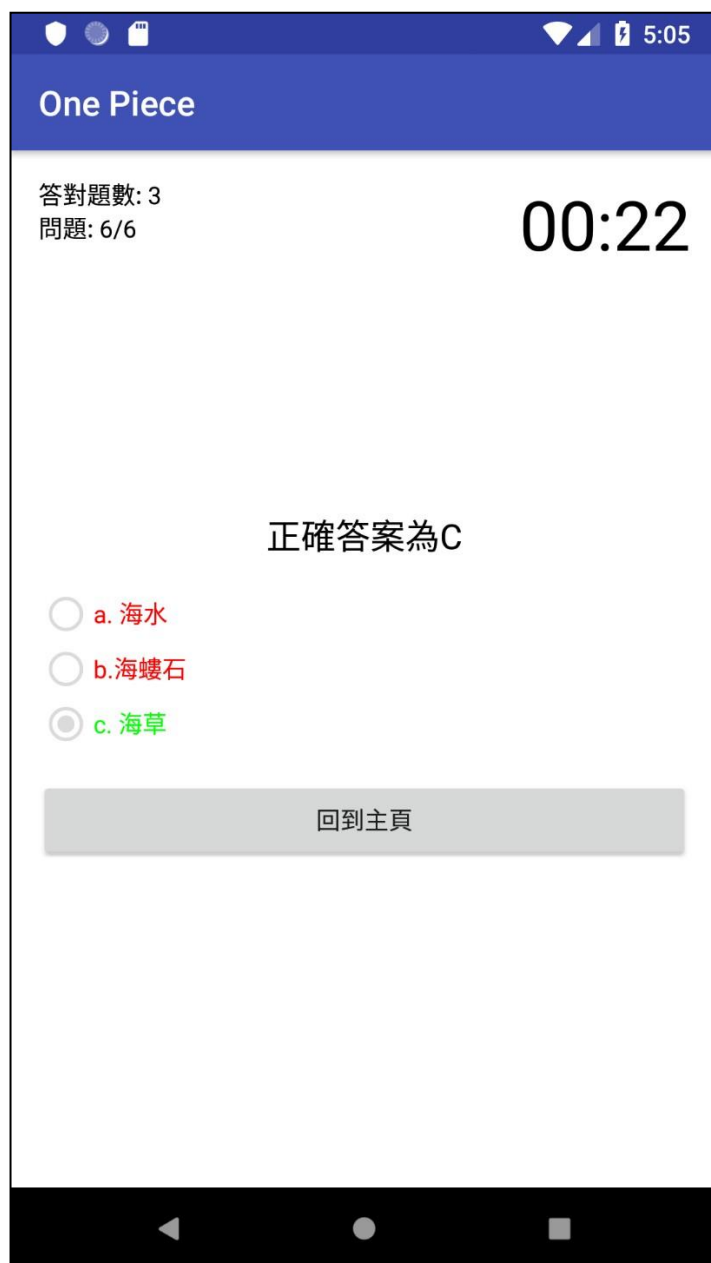 5:05
One Piece
答對題數: 3
問題: 6/6
00:22
正確答案為C
a. 海水
b.海螻石
c. 海草
回到主頁